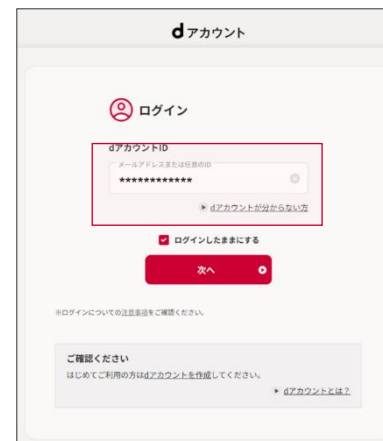 dアカウント
ログイン
dアカウントID
メールアドレスまたは任意のID
************
dアカウントが分からない方
ログインしたままにする
次へ
※ログインについての注意事項をご確認ください。
ご確認ください
はじめてご利用の方はdアカウントを作成してください。
dアカウントとは？